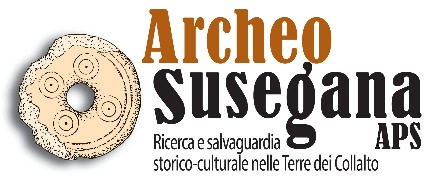 Archeo
Susegana
APS
Ricerca e salvaguardia
storico-culturale nelle Terre dei Collalto